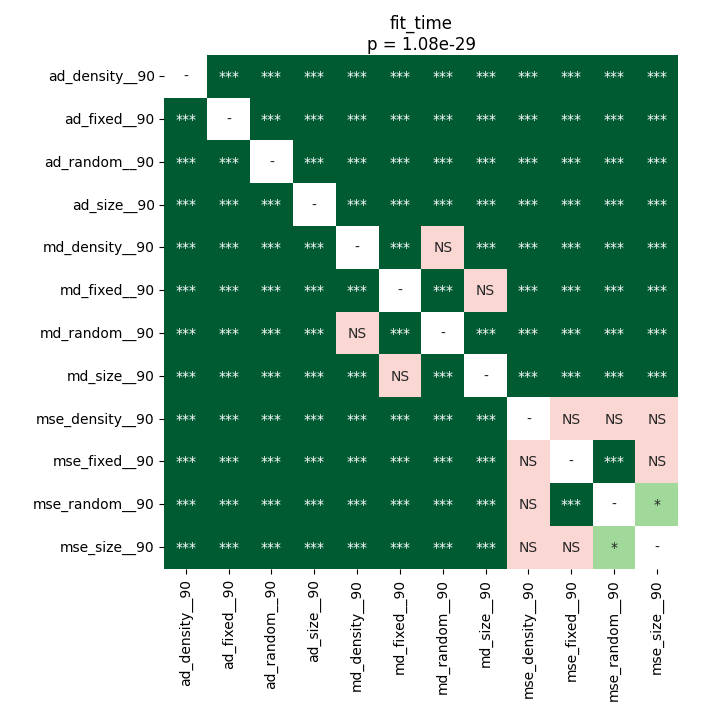 fit_time
p = 1.08e-29
ad_density__90 - *** *** *** *** *** *** *** *** *** *** ***
ad_fixed__90 *** - *** *** *** *** *** *** *** *** *** ***
ad_random__90 *** *** - *** *** *** *** *** *** *** *** ***
ad_size__90 *** *** *** - *** *** *** *** *** *** *** ***
md_density__90 *** *** *** *** - *** NS *** *** *** *** ***
md_fixed__90 *** *** *** *** *** - *** NS *** *** *** ***
md_random__90 *** *** *** *** NS *** - *** *** *** *** ***
md_size__90 *** *** *** *** *** NS *** - *** *** *** ***
mse_density__90 *** *** *** *** *** *** *** *** - NS NS NS
mse_fixed__90 *** *** *** *** *** *** *** *** NS - *** NS
mse_random__90 *** *** *** *** *** *** *** *** NS *** - *
mse_size__90 *** *** *** *** *** *** *** *** NS NS * -
ad_density__90
ad_fixed__90
ad_random__90
ad_size__90
md_density__90
md_fixed__90
md_random__90
md_size__90
mse_density__90
mse_fixed__90
mse_random__90
mse_size__90